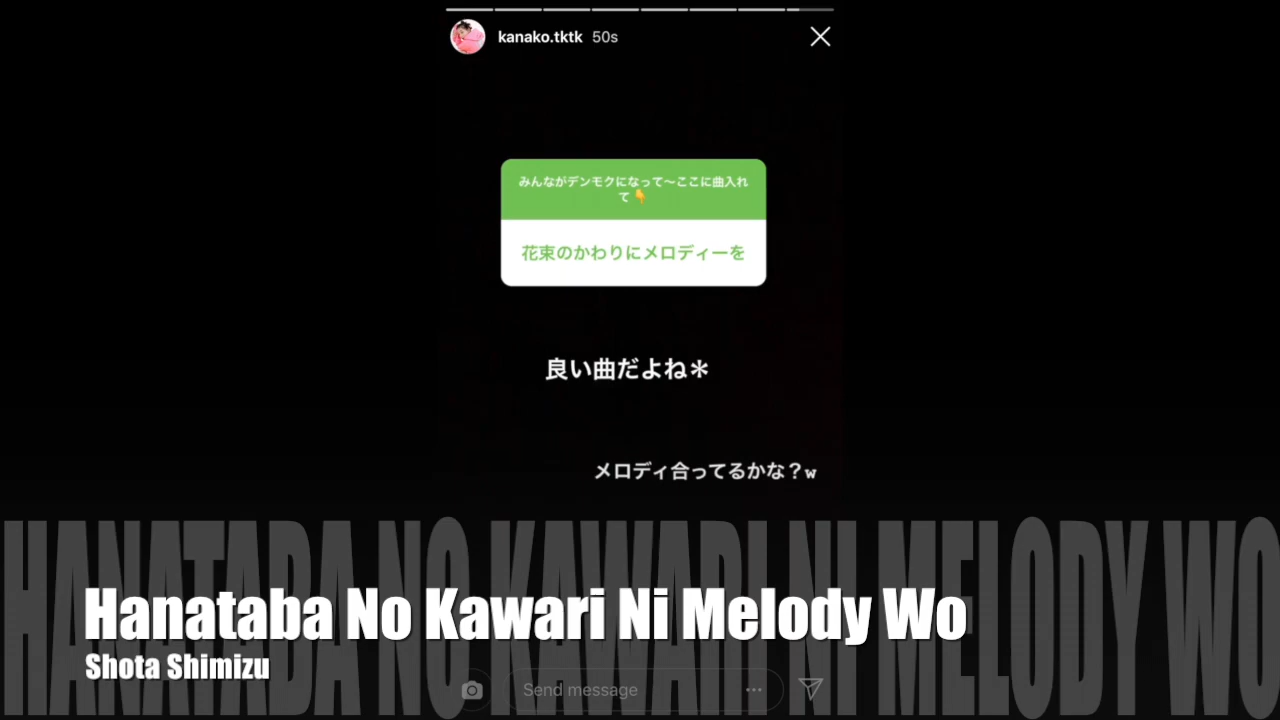 kanako.tktk 50s
みんながデンモクになって〜ここに曲入れ
て👇
花束のかわりにメロディーを
良い曲だよね＊
メロディ合ってるかな？w
HANATABA NO KAWARI NI MELODY WO
Hanataba No Kawari Ni Melody Wo
Shota Shimizu
Send message